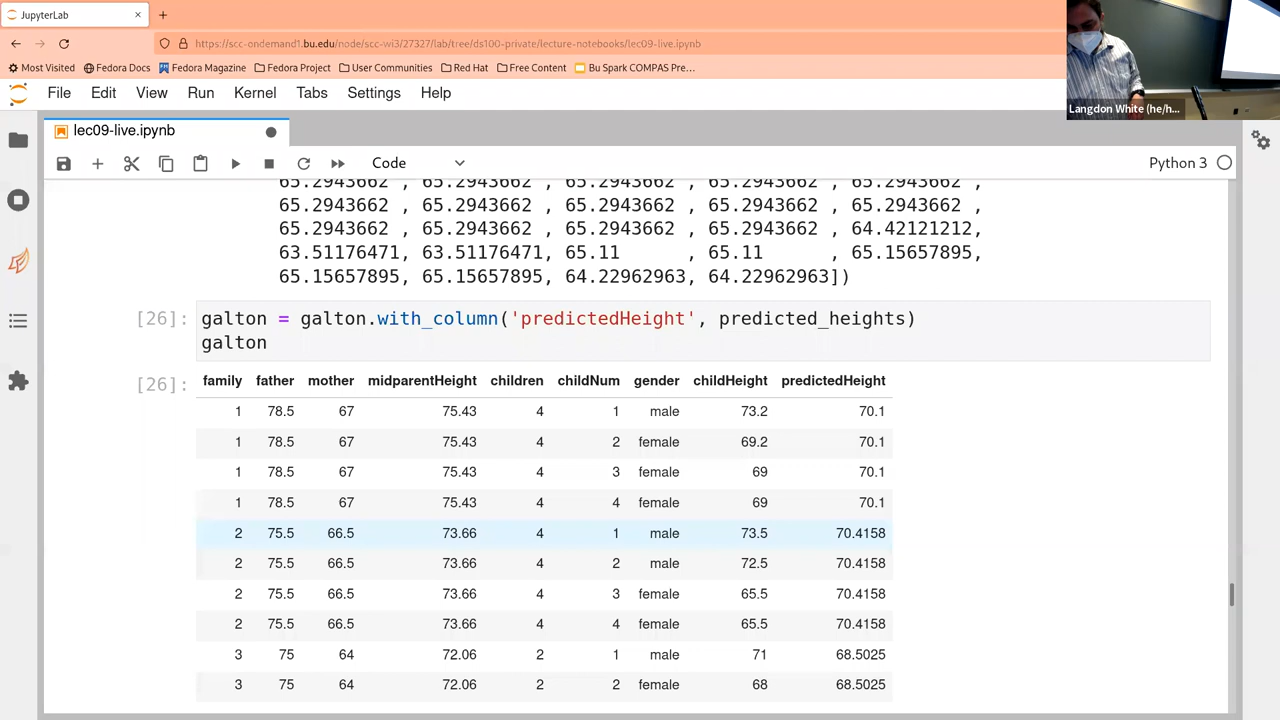 JupyterLab
https://scc-ondemand1.bu.edu/node/scc-wi3/27327/lab/tree/ds100-private/lecture-notebooks/lec09-live.ipynb
Most Visited Fedora Docs Fedora Magazine Fedora Project User Communities Red Hat Free Content Bu Spark COMPAS Pre…
Langdon White (he/h...
File Edit View Run Kernel Tabs Settings Help
lec09-live.ipynb
Code Python 3
65.2943662 , 65.2943662 , 65.2943662 , 65.2943662 , 65.2943662 ,
65.2943662 , 65.2943662 , 65.2943662 , 65.2943662 , 65.2943662 ,
65.2943662 , 65.2943662 , 65.2943662 , 65.2943662 , 64.42121212,
63.51176471, 63.51176471, 65.11 , 65.11 , 65.15657895,
65.15657895, 65.15657895, 64.22962963, 64.22962963])
[26]: galton = galton.with_column('predictedHeight', predicted_heights)
galton
[26]: family father mother midparentHeight children childNum gender childHeight predictedHeight
1 78.5 67 75.43 4 1 male 73.2 70.1
1 78.5 67 75.43 4 2 female 69.2 70.1
1 78.5 67 75.43 4 3 female 69 70.1
1 78.5 67 75.43 4 4 female 69 70.1
2 75.5 66.5 73.66 4 1 male 73.5 70.4158
2 75.5 66.5 73.66 4 2 male 72.5 70.4158
2 75.5 66.5 73.66 4 3 female 65.5 70.4158
2 75.5 66.5 73.66 4 4 female 65.5 70.4158
3 75 64 72.06 2 1 male 71 68.5025
3 75 64 72.06 2 2 female 68 68.5025